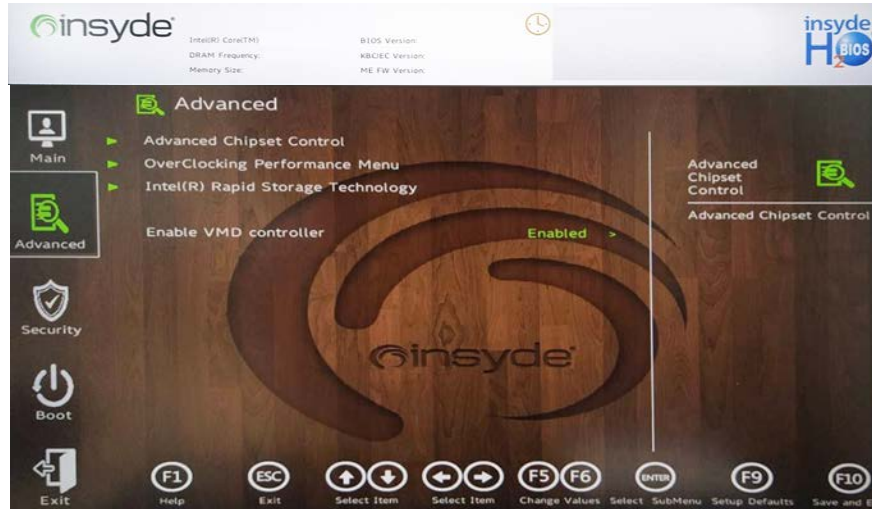 insyde
insyde
H2O BIOS
Intel(R) Core(TM)
BIOS Version:
DRAM Frequency:
KBC/EC Version:
Memory Size:
ME FW Version:
Advanced
Main
Advanced
Security
Boot
Exit
Advanced Chipset Control
OverClocking Performance Menu
Intel(R) Rapid Storage Technology
Enable VMD controller
Enabled >
insyde
Advanced
Chipset
Control
Advanced Chipset Control
F1
Help
ESC
Exit
Select Item
Select Item
F5 F6
Change Values
ENTER
Select SubMenu
F9
Setup Defaults
F10
Save and E